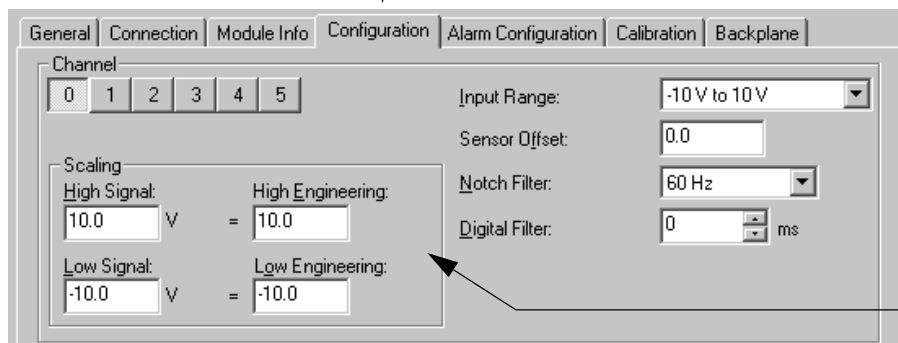 General Connection Module Info Configuration Alarm Configuration Calibration Backplane
Channel
0 1 2 3 4 5
Input Range: -10 V to 10 V
Sensor Offset: 0.0
Scaling
High Signal: High Engineering:
10.0 V = 10.0
Low Signal: Low Engineering:
-10.0 V = -10.0
Notch Filter: 60 Hz
Digital Filter: 0 ms